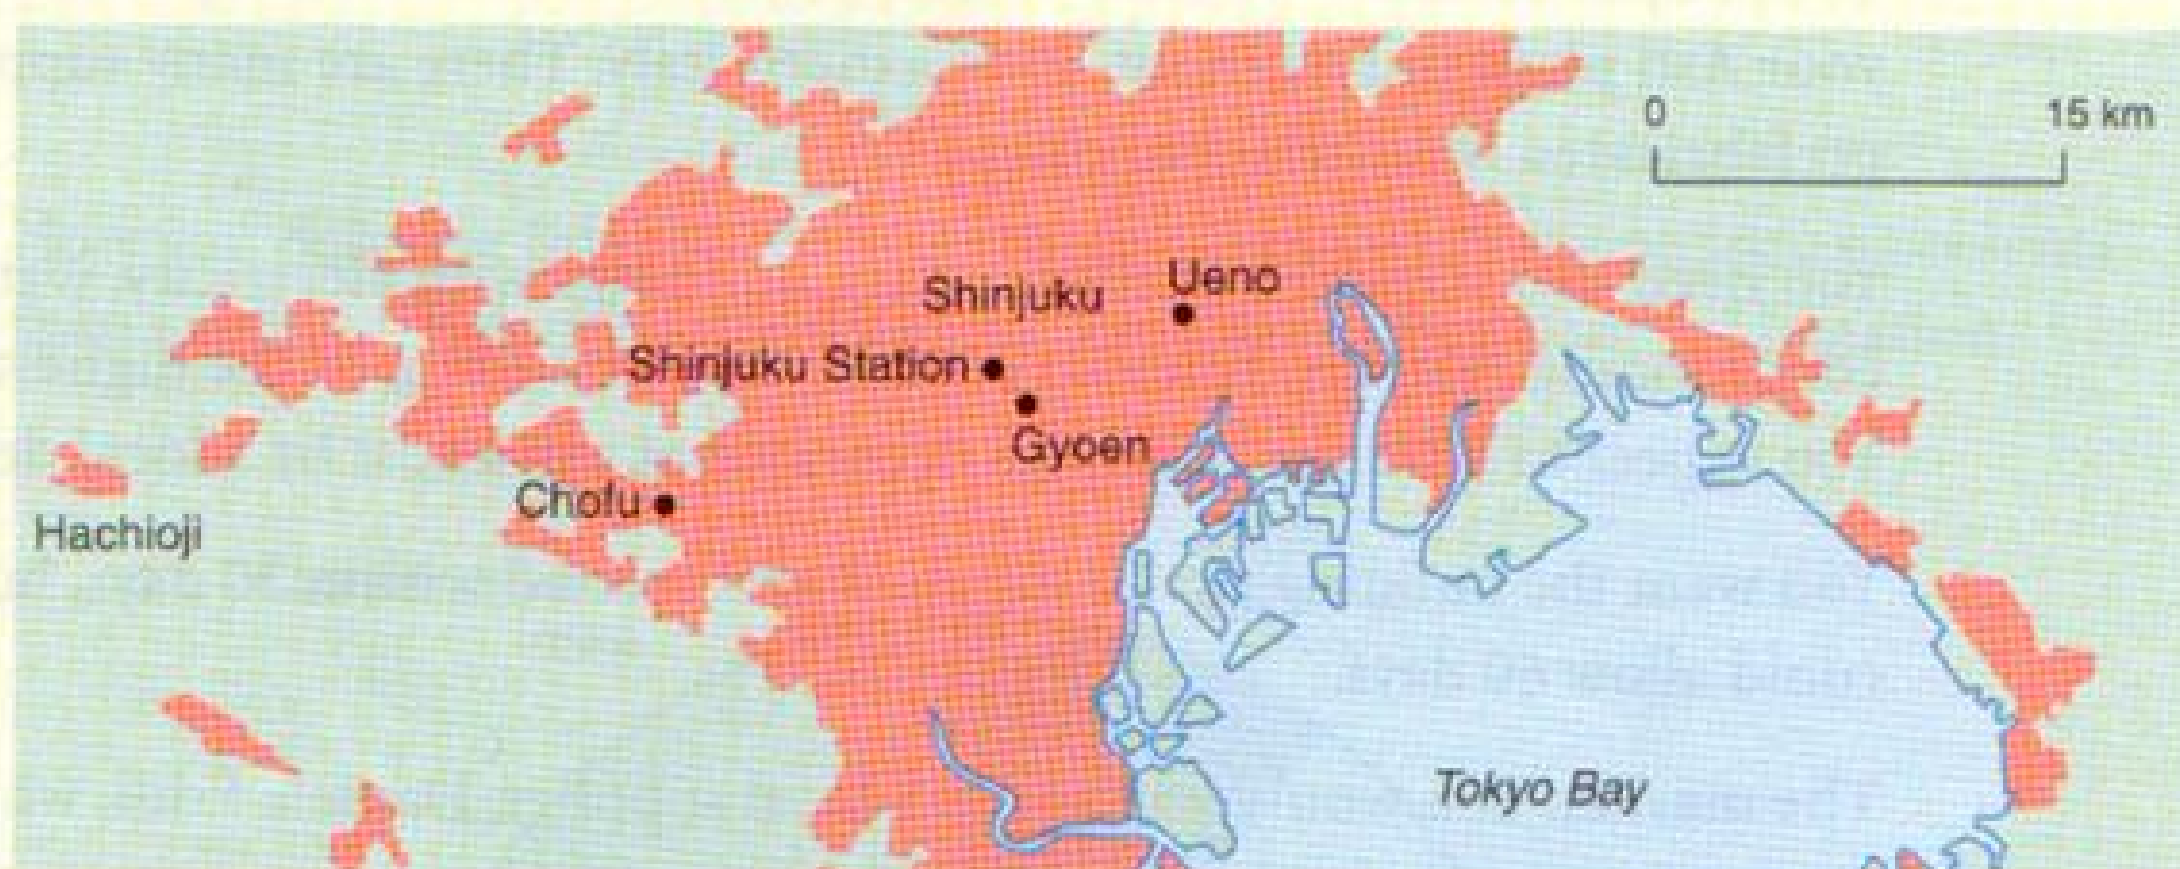 0 15 km
Ueno
Shinjuku
Shinjuku Station
Gyoen
Chofu
Hachioji
Tokyo Bay